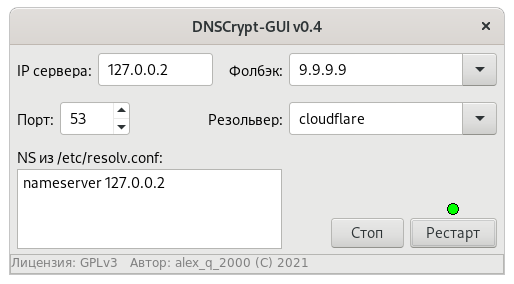 DNSCrypt-GUI v0.4
IP сервера: 127.0.0.2 Фолбэк: 9.9.9.9
Порт: 53 Резольвер: cloudflare
NS из /etc/resolv.conf:
nameserver 127.0.0.2
Стоп Рестарт
Лицензия: GPLv3 Автор: alex_q_2000 (C) 2021